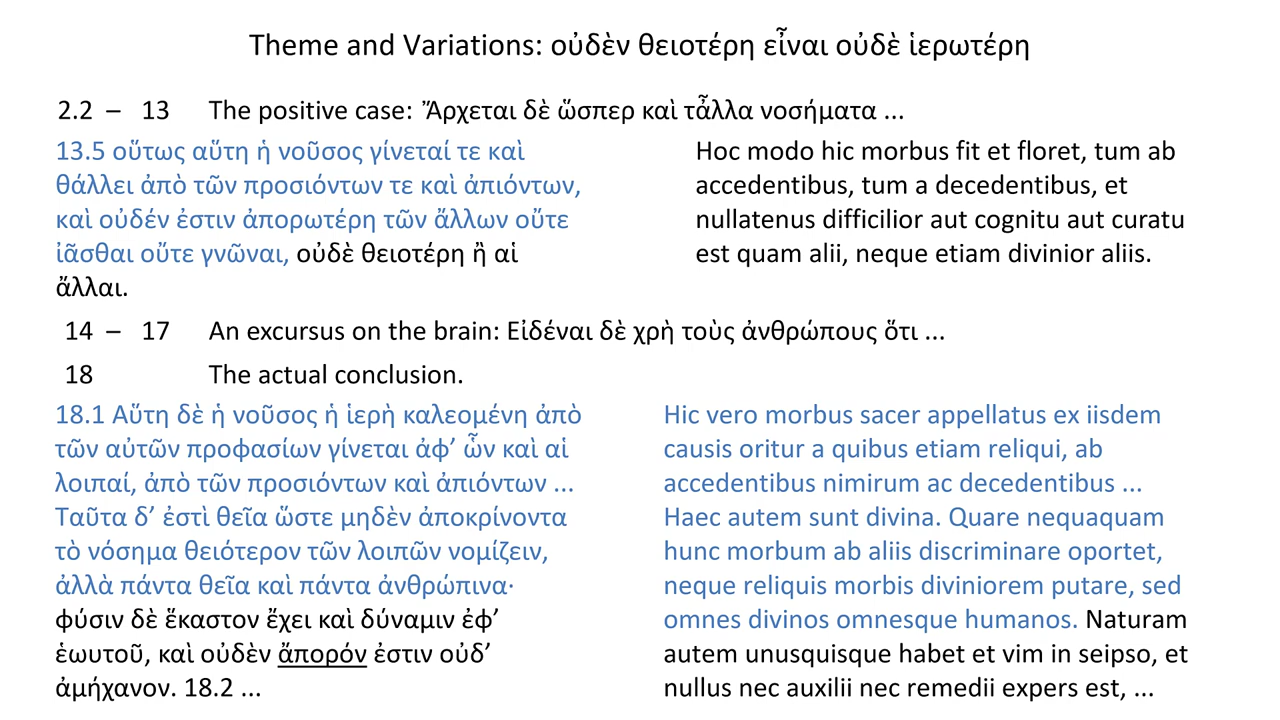 Theme and Variations: οὐδὲν θειοτέρη εἶναι οὐδὲ ἱερωτέρη
2.2 – 13 The positive case: Ἄρχεται δὲ ὥσπερ καὶ τἆλλα νοσήματα ...
13.5 οὕτως αὕτη ἡ νοῦσος γίνεταί τε καὶ
θάλλει ἀπὸ τῶν προσιόντων τε καὶ ἀπιόντων,
καὶ οὐδέν ἐστιν ἀπορωτέρη τῶν ἄλλων οὔτε
ἰᾶσθαι οὔτε γνῶναι, οὐδὲ θειοτέρη ἢ αἱ
ἄλλαι.
Hoc modo hic morbus fit et floret, tum ab
accedentibus, tum a decedentibus, et
nullatenus difficilior aut cognitu aut curatu
est quam alii, neque etiam divinior aliis.
14 – 17 An excursus on the brain: Εἰδέναι δὲ χρὴ τοὺς ἀνθρώπους ὅτι ...
18 The actual conclusion.
18.1 Αὕτη δὲ ἡ νοῦσος ἡ ἱερὴ καλεομένη ἀπὸ
τῶν αὐτῶν προφασίων γίνεται ἀφ’ ὧν καὶ αἱ
λοιπαί, ἀπὸ τῶν προσιόντων καὶ ἀπιόντων ...
Ταῦτα δ’ ἐστὶ θεῖα ὥστε μηδὲν ἀποκρίνοντα
τὸ νόσημα θειότερον τῶν λοιπῶν νομίζειν,
ἀλλὰ πάντα θεῖα καὶ πάντα ἀνθρώπινα·
φύσιν δὲ ἕκαστον ἔχει καὶ δύναμιν ἐφ’
ἑωυτοῦ, καὶ οὐδὲν ἄπορόν ἐστιν οὐδ’
ἀμήχανον. 18.2 ...
Hic vero morbus sacer appellatus ex iisdem
causis oritur a quibus etiam reliqui, ab
accedentibus nimirum ac decedentibus ...
Haec autem sunt divina. Quare nequaquam
hunc morbum ab aliis discriminare oportet,
neque reliquis morbis diviniorem putare, sed
omnes divinos omnesque humanos. Naturam
autem unusquisque habet et vim in seipso, et
nullus nec auxilii nec remedii expers est, ...